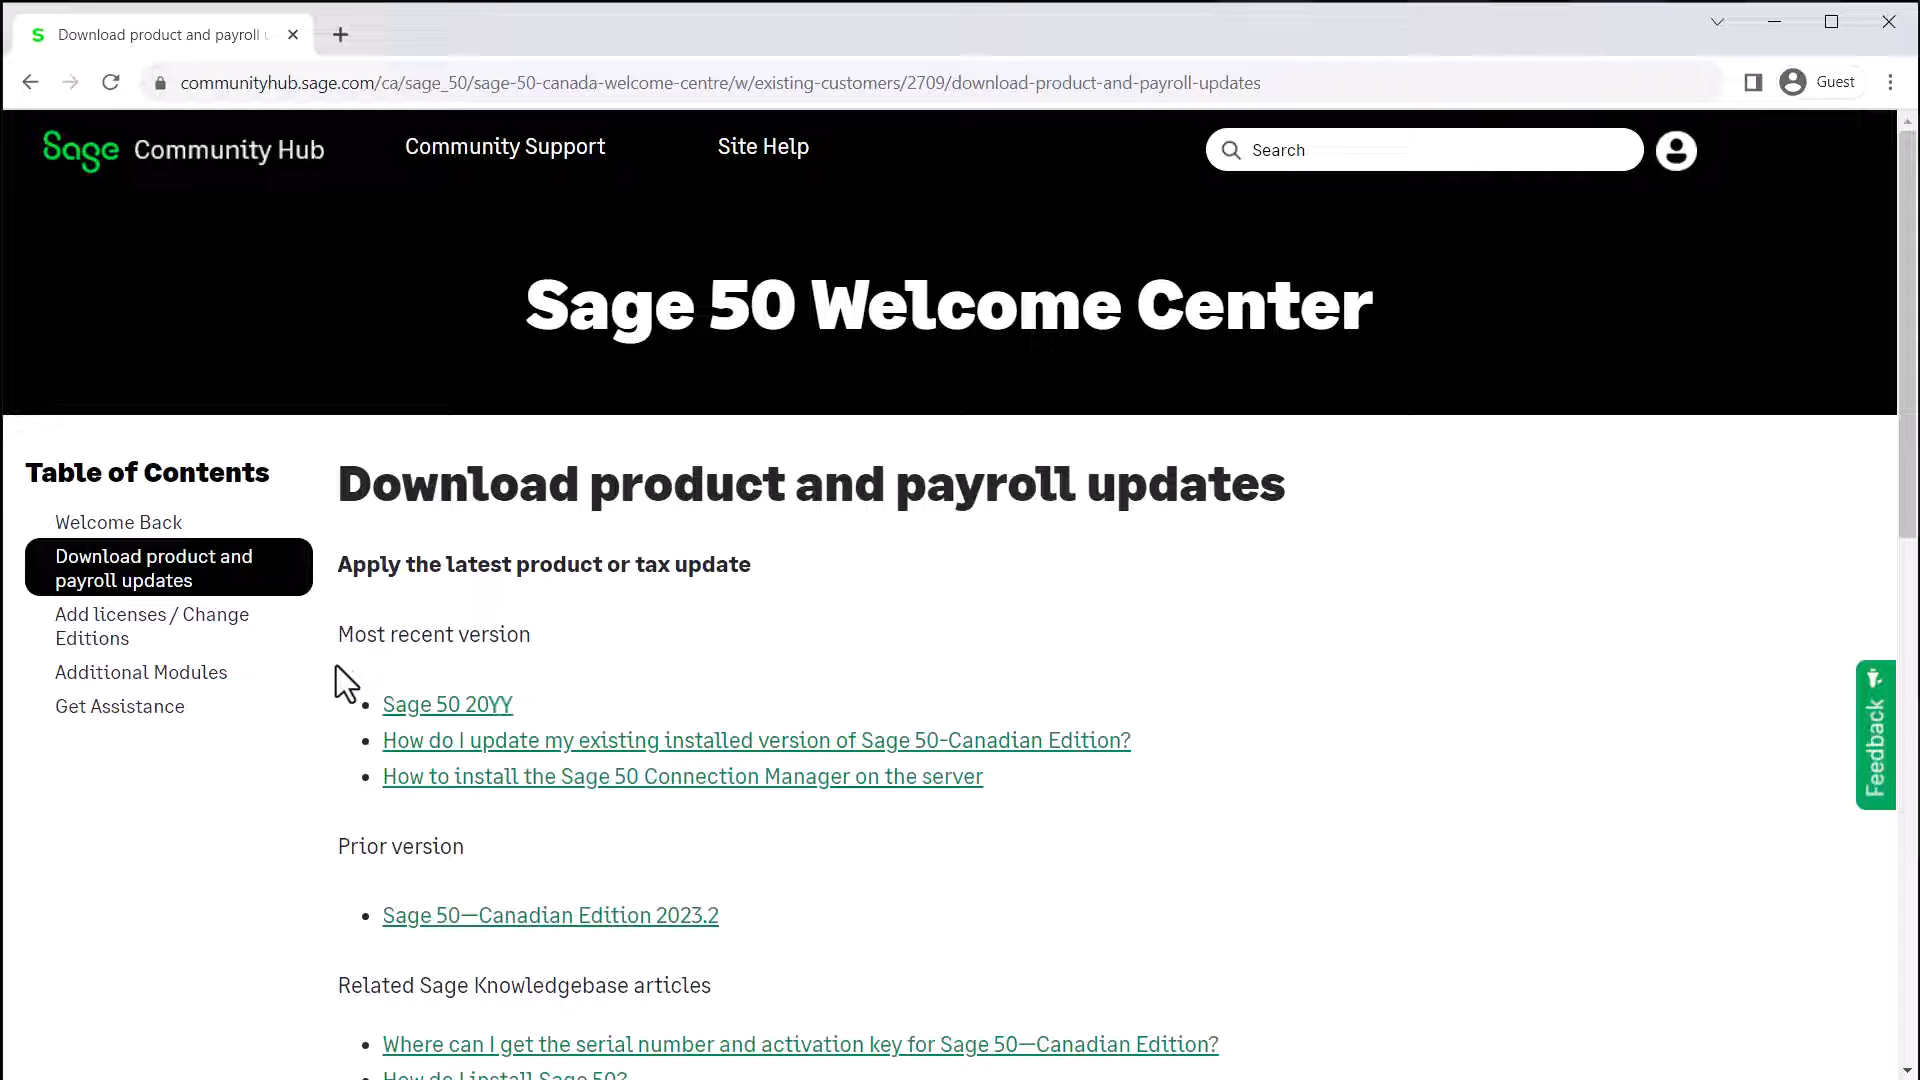 Download product and payroll u
communityhub.sage.com/ca/sage_50/sage-50-canada-welcome-centre/w/existing-customers/2709/download-product-and-payroll-updates
Guest
Sage Community Hub
Community Support
Site Help
Search
Sage 50 Welcome Center
Table of Contents
Welcome Back
Download product and
payroll updates
Add licenses / Change
Editions
Additional Modules
Get Assistance
Download product and payroll updates
Apply the latest product or tax update
Most recent version
Sage 50 20YY
How do I update my existing installed version of Sage 50-Canadian Edition?
How to install the Sage 50 Connection Manager on the server
Prior version
Sage 50—Canadian Edition 2023.2
Related Sage Knowledgebase articles
Where can I get the serial number and activation key for Sage 50—Canadian Edition?
How do I install Sage 50?
Feedback